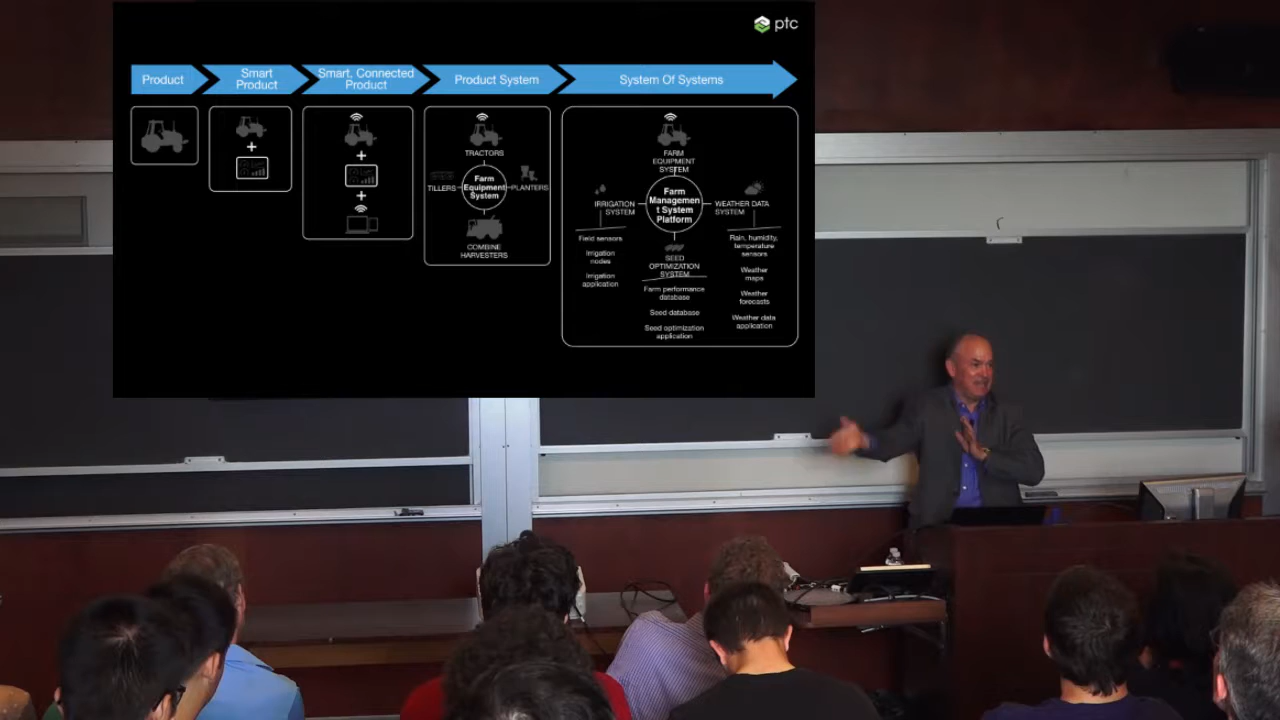 ptc
Product
Smart
Product
Smart, Connected
Product
Product System
System Of Systems
TRACTORS
TILLERS
Farm
Equipment
System
PLANTERS
COMBINE
HARVESTERS
FARM
EQUIPMENT
SYSTEM
IRRIGATION
SYSTEM
Farm
Managemen
t System
Platform
WEATHER DATA
SYSTEM
Field sensors
Irrigation
nodes
Irrigation
application
SEED
OPTIMIZATION
SYSTEM
Farm performance
database
Seed database
Seed optimization
application
Rain, humidity,
temperature
sensors
Weather
maps
Weather
forecasts
Weather data
application